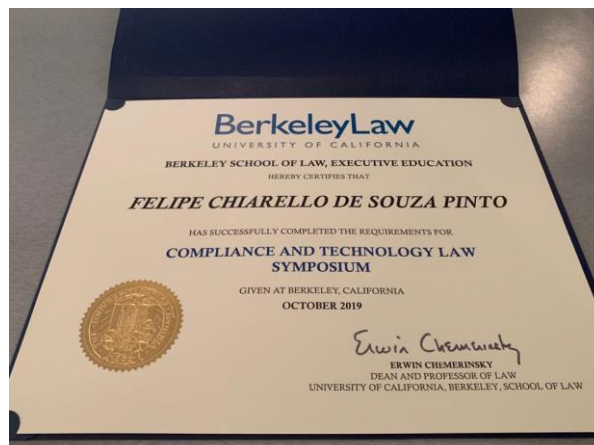 BerkeleyLaw
UNIVERSITY OF CALIFORNIA
BERKELEY SCHOOL OF LAW, EXECUTIVE EDUCATION
HEREBY CERTIFIES THAT
FELIPE CHIARELLO DE SOUZA PINTO
HAS SUCCESSFULLY COMPLETED THE REQUIREMENTS FOR
COMPLIANCE AND TECHNOLOGY LAW
SYMPOSIUM
GIVEN AT BERKELEY, CALIFORNIA
OCTOBER 2019
Erwin Chemerinsky
ERWIN CHEMERINSKY
DEAN AND PROFESSOR OF LAW
UNIVERSITY OF CALIFORNIA, BERKELEY, SCHOOL OF LAW